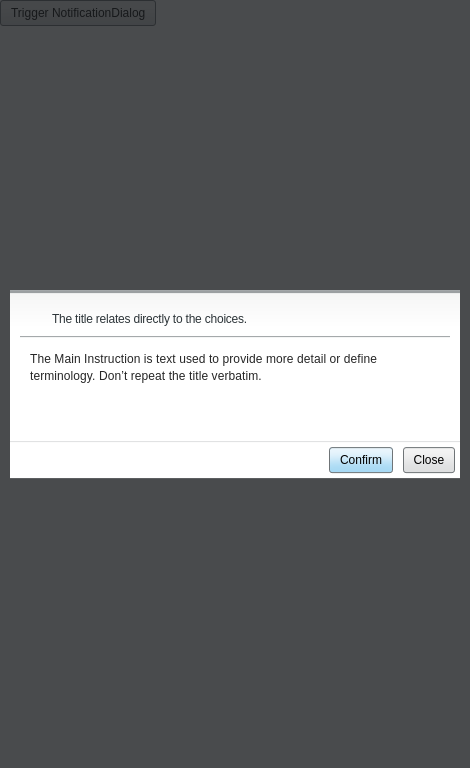 Trigger NotificationDialog
The title relates directly to the choices.
The Main Instruction is text used to provide more detail or define
terminology. Don’t repeat the title verbatim.
Confirm Close